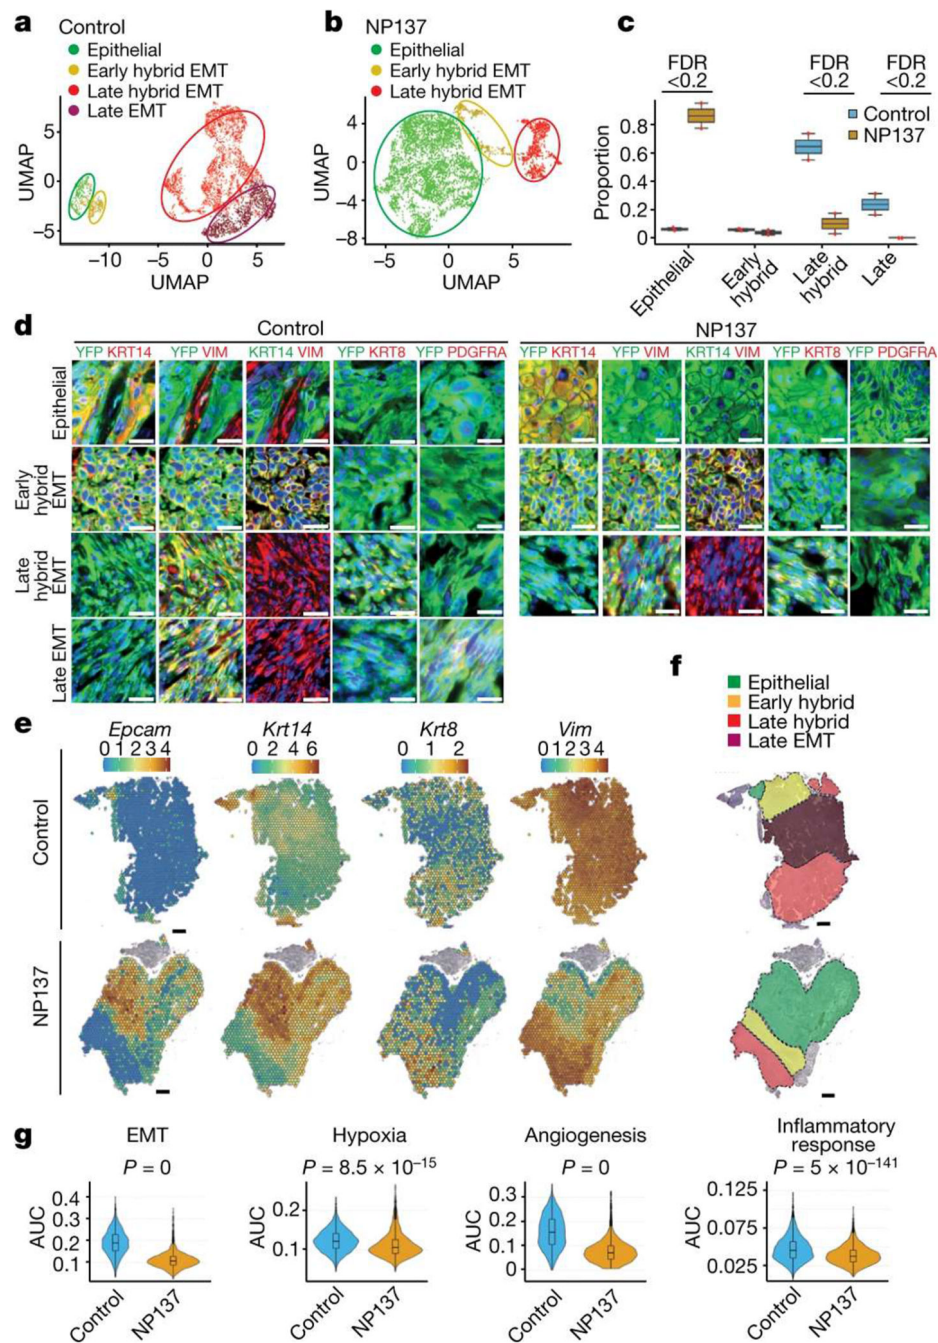 a
Control
Epithelial
Early hybrid EMT
Late hybrid EMT
Late EMT
UMAP
5
0
−5
−10
−5
0
5
UMAP
b
NP137
Epithelial
Early hybrid EMT
Late hybrid EMT
UMAP
4
0
−4
−8
−5
0
5
UMAP
c
FDR
<0.2
FDR
<0.2
FDR
<0.2
Control
NP137
Proportion
0.8
0.6
0.4
0.2
0
Epithelial
Early
hybrid
Late
hybrid
Late
d
Control
YFP KRT14
YFP VIM
KRT14 VIM
YFP KRT8
YFP PDGFRA
NP137
YFP KRT14
YFP VIM
KRT14 VIM
YFP KRT8
YFP PDGFRA
Epithelial
Early
hybrid
EMT
Late
hybrid
EMT
Late EMT
e
Epcam
0 1 2 3 4
Krt14
0 2 4 6
Krt8
0 1 2
Vim
0 1 2 3 4
Control
NP137
f
Epithelial
Early hybrid
Late hybrid
Late EMT
g
EMT
P = 0
AUC
0.4
0.3
0.2
0.1
Control
NP137
Hypoxia
P = 8.5 × 10−15
AUC
0.2
0.1
Control
NP137
Angiogenesis
P = 0
AUC
0.3
0.2
0.1
0
Control
NP137
Inflammatory
response
P = 5 × 10−141
AUC
0.125
0.075
0.025
Control
NP137